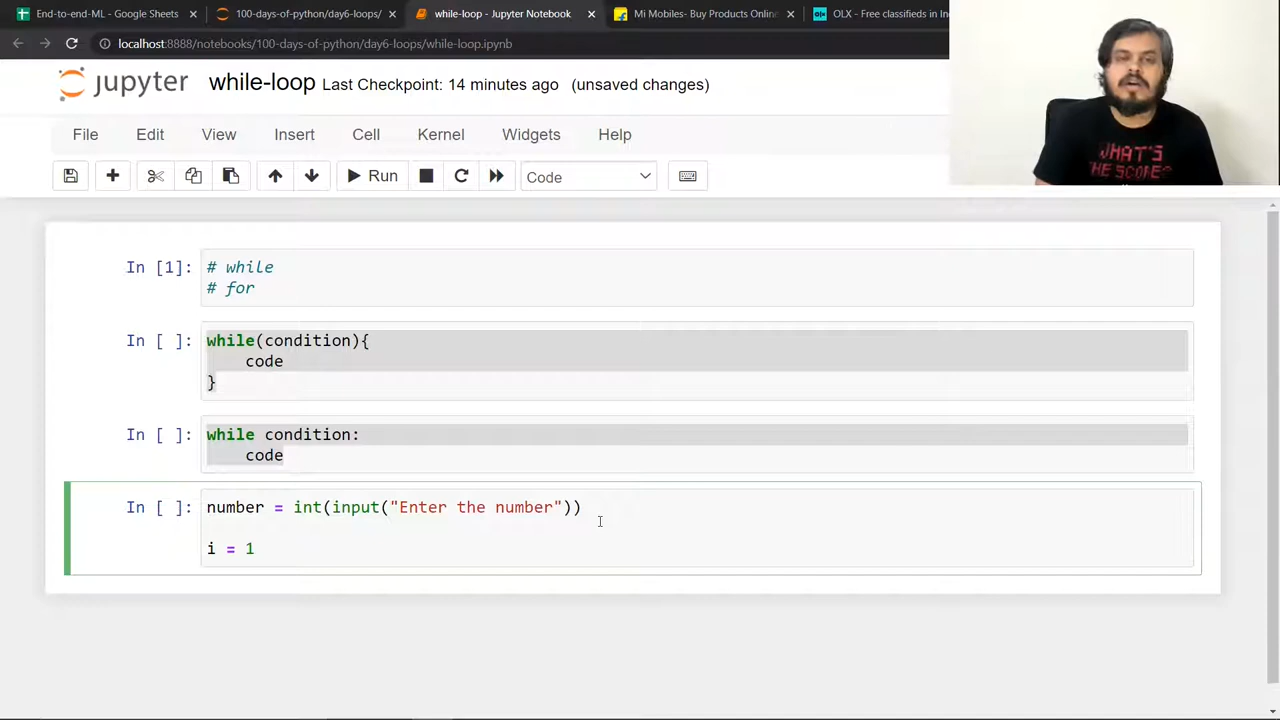 End-to-end-ML - Google Sheets
100-days-of-python/day6-loops/
while-loop - Jupyter Notebook
Mi Mobiles- Buy Products Online
OLX - Free classifieds in In
localhost:8888/notebooks/100-days-of-python/day6-loops/while-loop.ipynb
jupyter while-loop Last Checkpoint: 14 minutes ago (unsaved changes)
File Edit View Insert Cell Kernel Widgets Help
Run Code
In [1]: # while
# for
In [ ]: while(condition){
code
}
In [ ]: while condition:
code
In [ ]: number = int(input("Enter the number"))
i = 1
WHAT'S
THE SCORE?